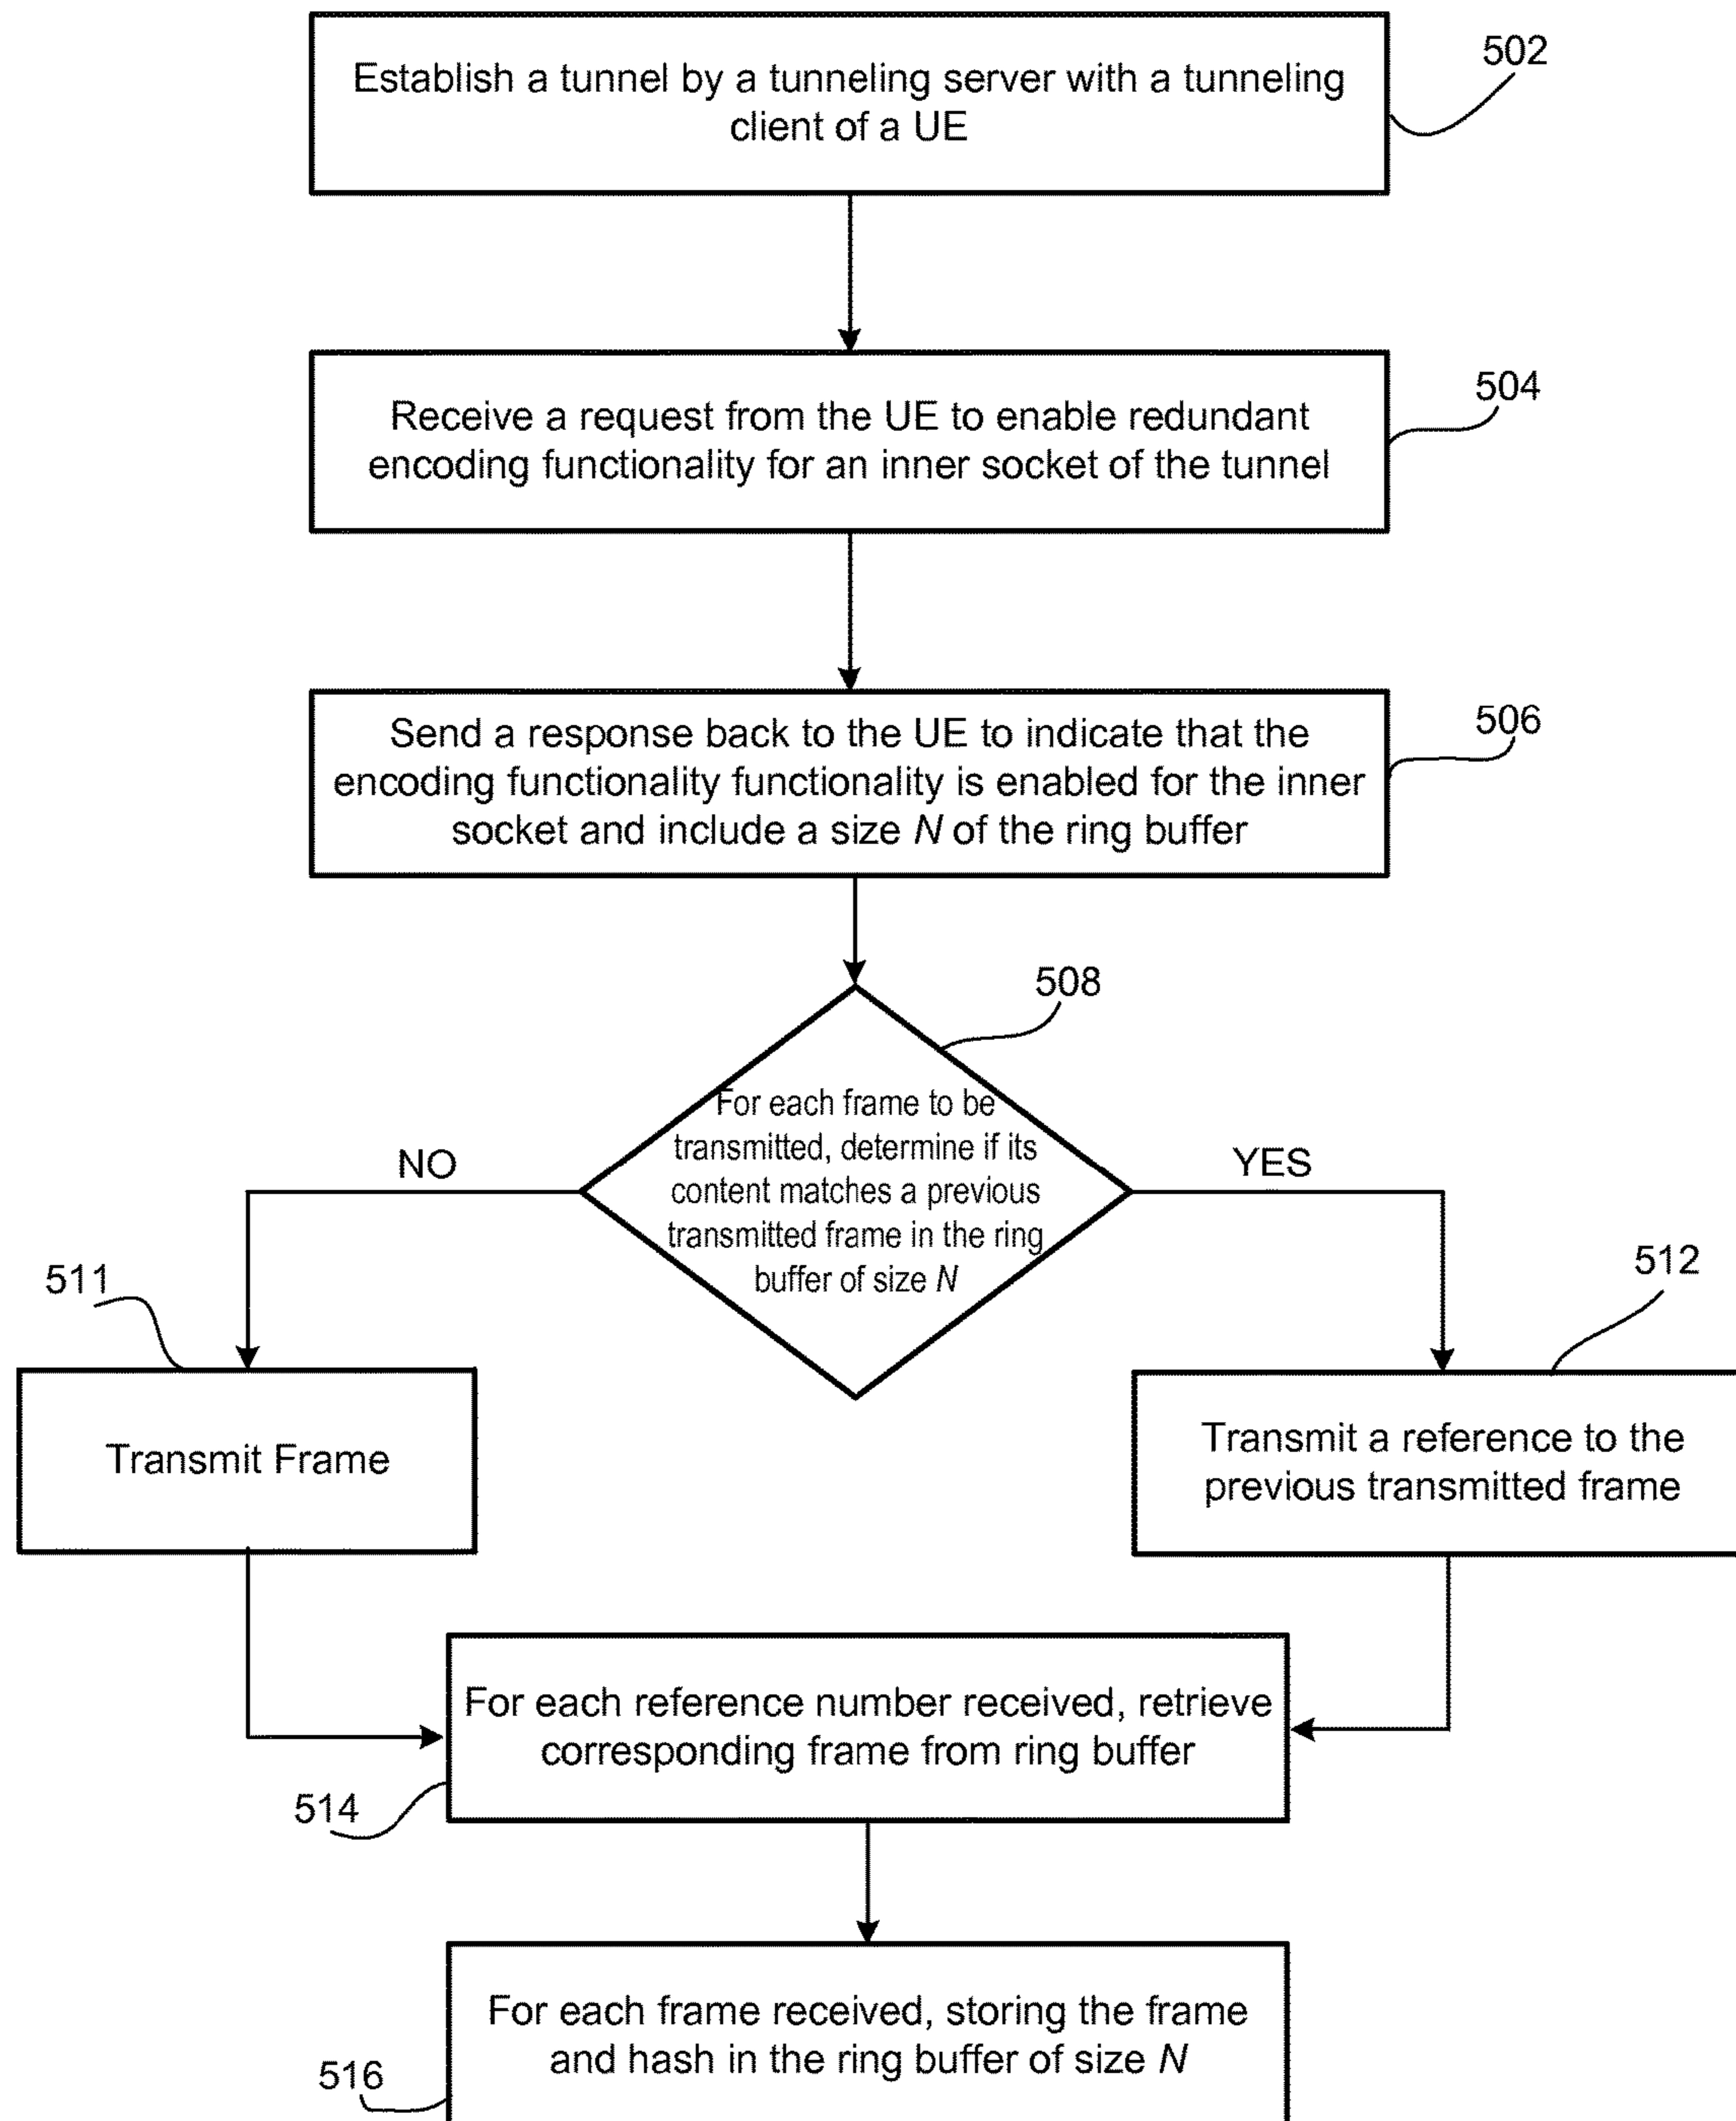 Establish a tunnel by a tunneling server with a tunneling
client of a UE
502
Receive a request from the UE to enable redundant
encoding functionality for an inner socket of the tunnel
504
Send a response back to the UE to indicate that the
encoding functionality functionality is enabled for the inner
socket and include a size N of the ring buffer
506
508
For each frame to be
transmitted, determine if its
content matches a previous
transmitted frame in the ring
buffer of size N
NO
YES
511
Transmit Frame
512
Transmit a reference to the
previous transmitted frame
For each reference number received, retrieve
corresponding frame from ring buffer
514
For each frame received, storing the frame
and hash in the ring buffer of size N
516